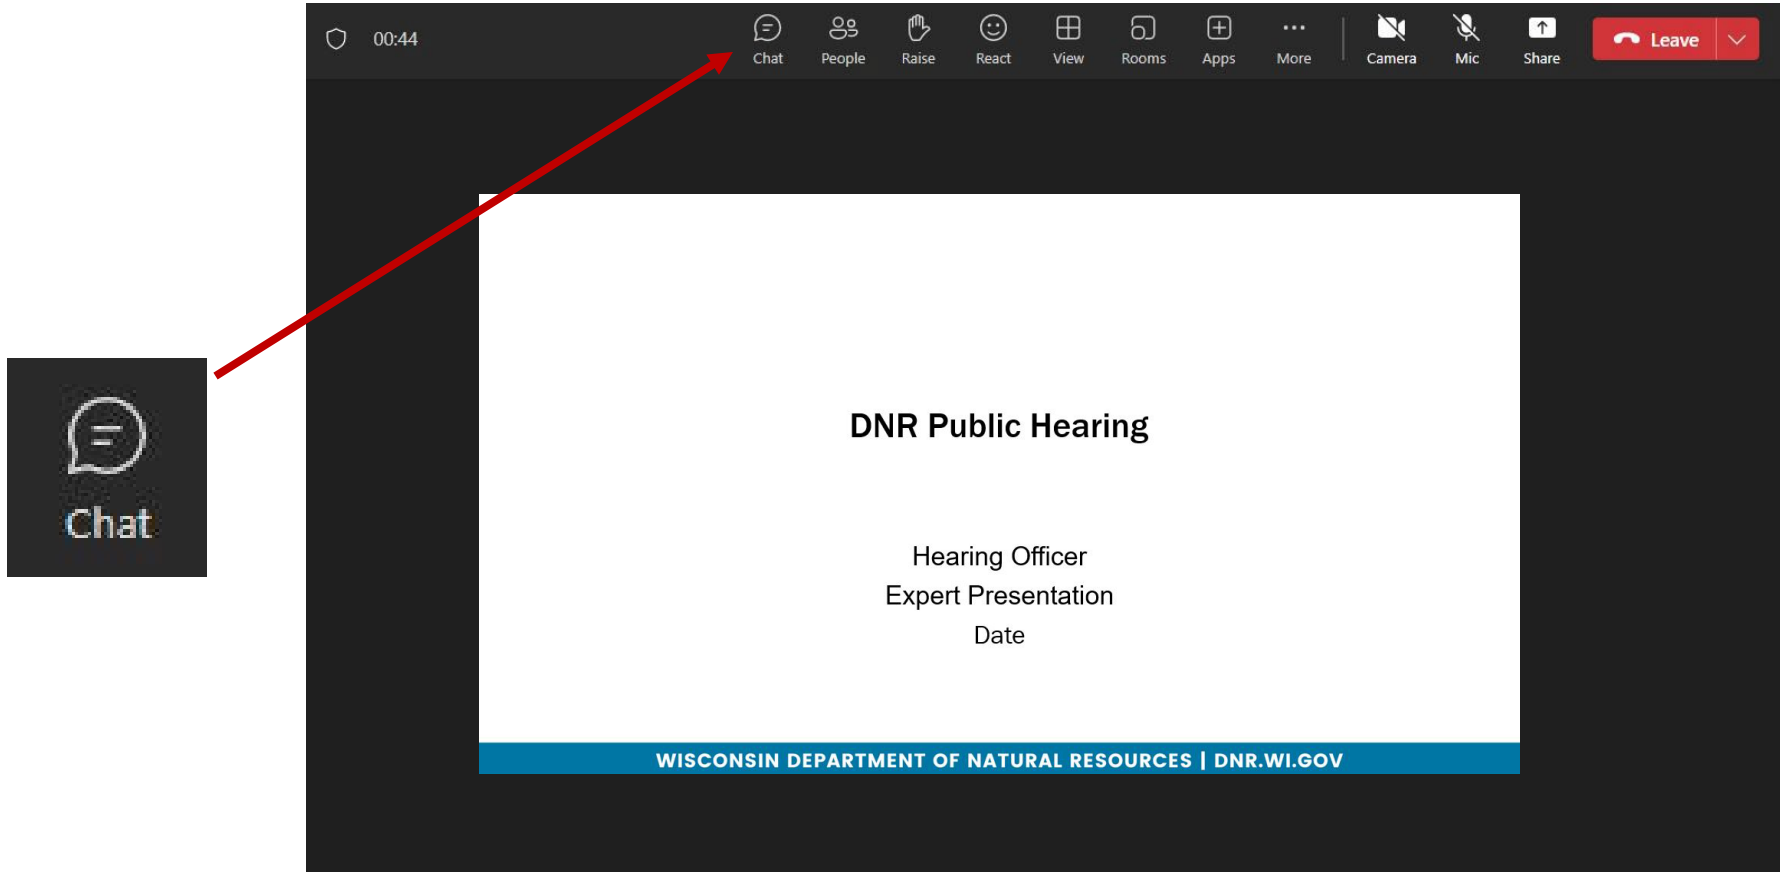 00:44
Chat People Raise React View Rooms Apps More Camera Mic Share Leave
Chat
DNR Public Hearing
Hearing Officer
Expert Presentation
Date
WISCONSIN DEPARTMENT OF NATURAL RESOURCES | DNR.WI.GOV